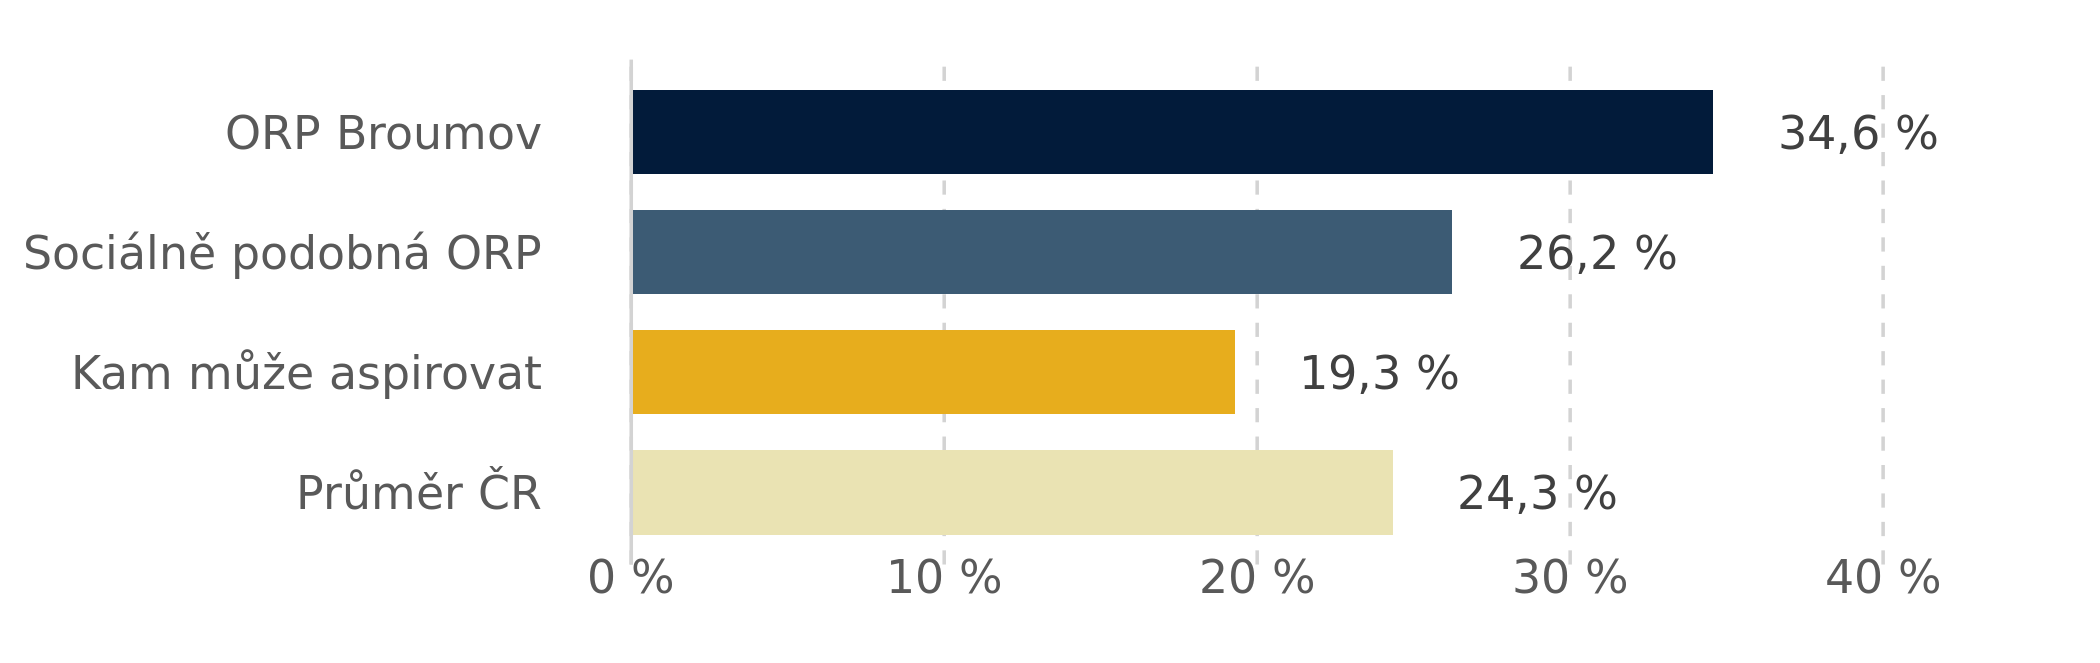 ORP Broumov 34,6 %
Sociálně podobná ORP 26,2 %
Kam může aspirovat 19,3 %
Průměr ČR 24,3 %
0 % 10 % 20 % 30 % 40 %